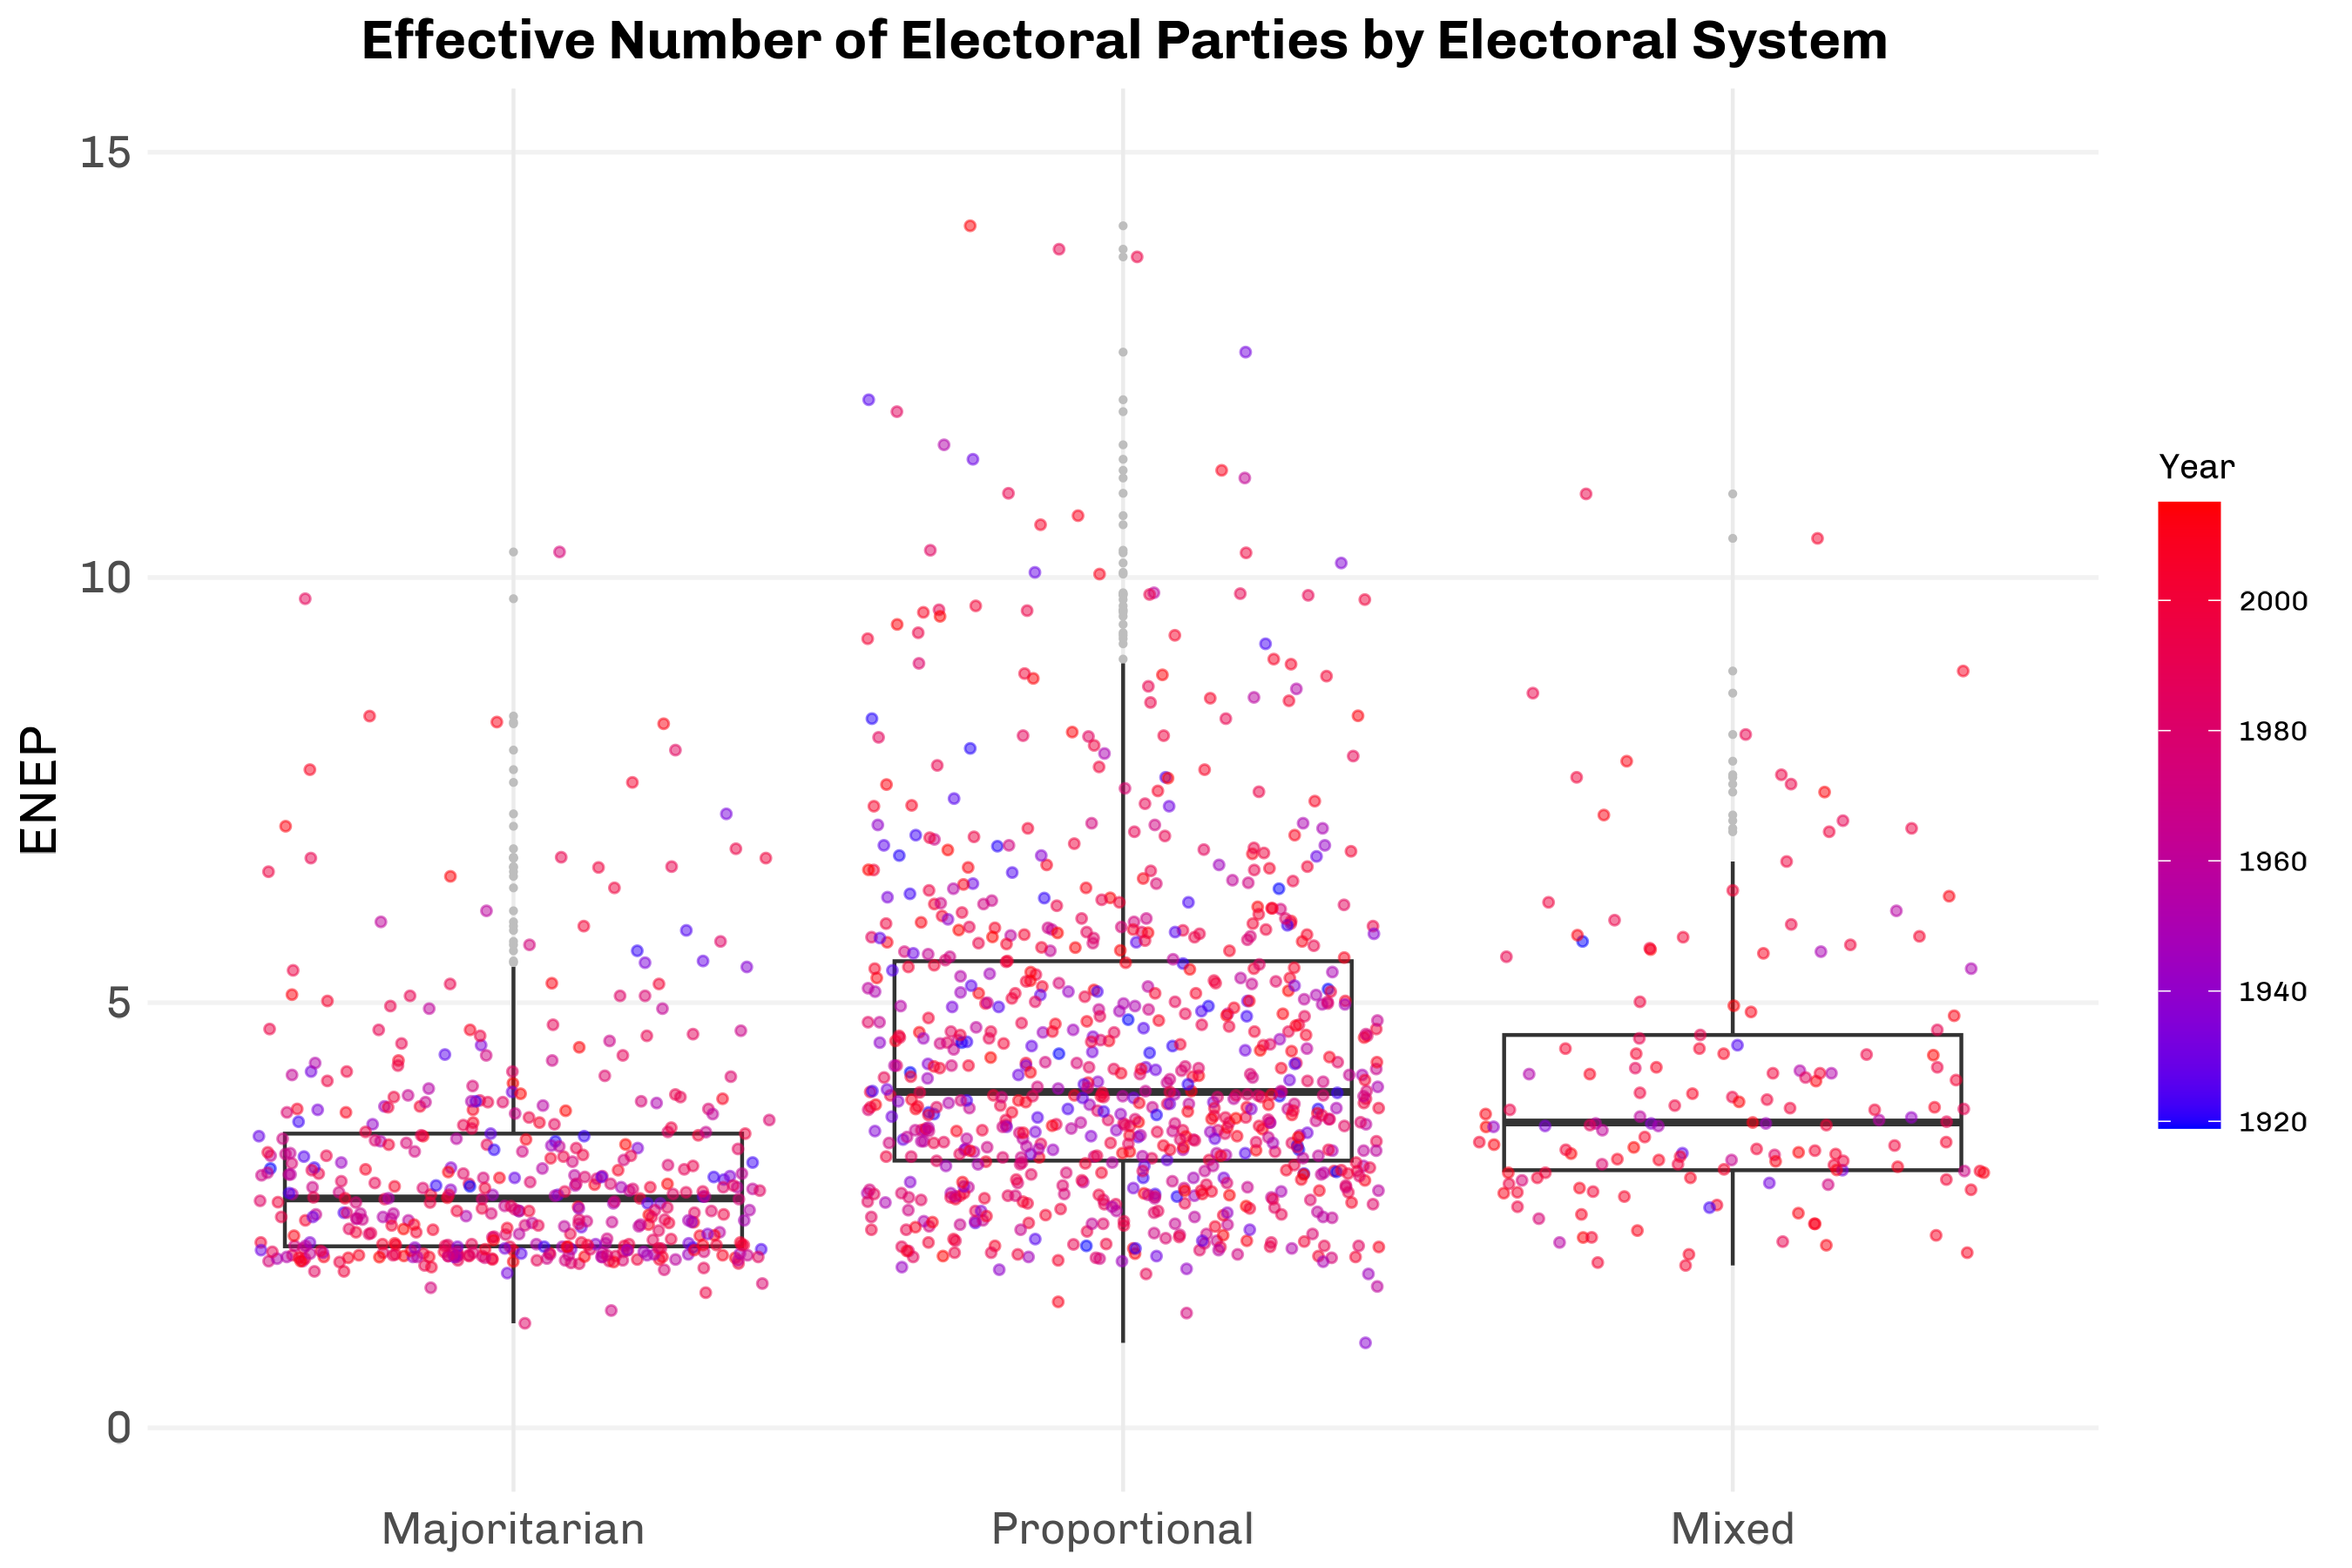 Effective Number of Electoral Parties by Electoral System
ENEP
15
10
5
0
Majoritarian
Proportional
Mixed
Year
2000
1980
1960
1940
1920